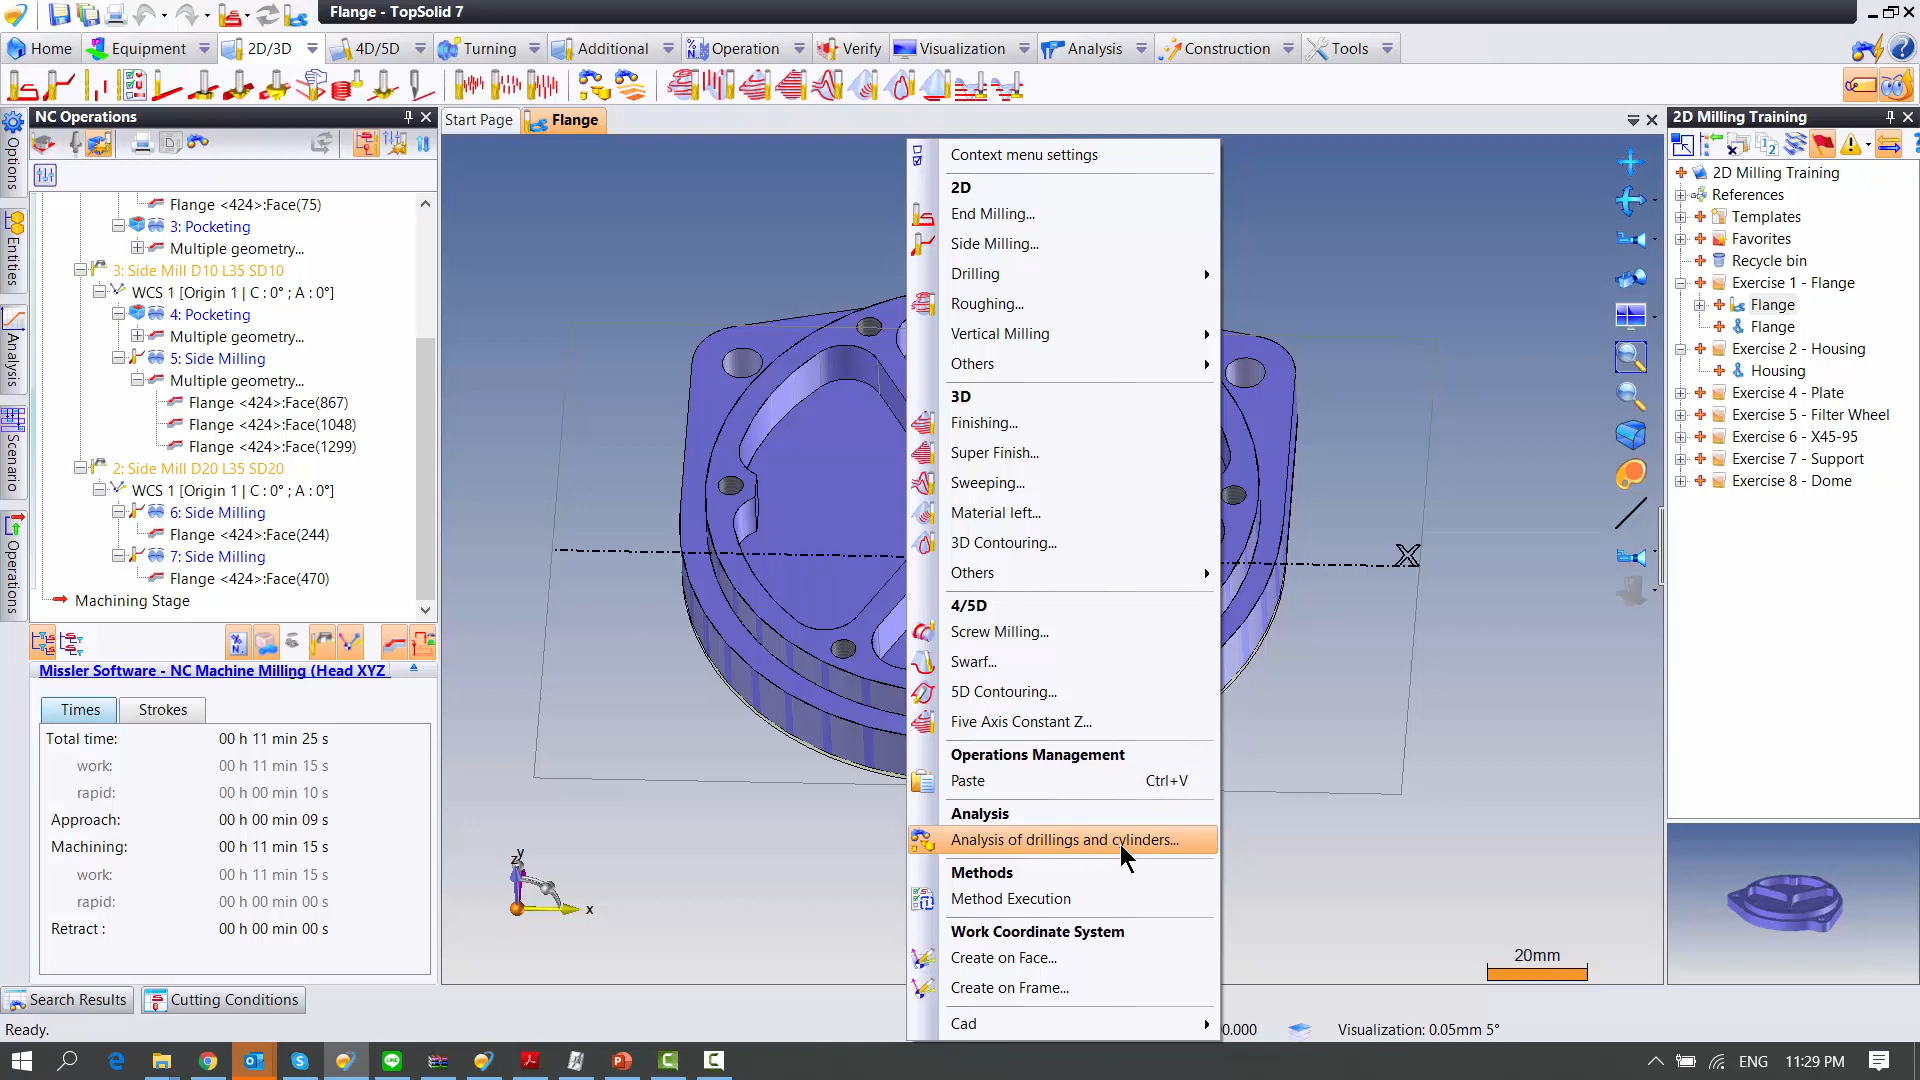 Flange - TopSolid 7
Home
Equipment
2D/3D
4D/5D
Turning
Additional
Operation
Verify
Visualization
Analysis
Construction
Tools
NC Operations
Start Page
Flange
2D Milling Training
Options
Entities
Analysis
Scenario
Operations
Flange <424>:Face(75)
3: Pocketing
Multiple geometry...
3: Side Mill D10 L35 SD10
WCS 1 [Origin 1 | C : 0° ; A : 0°]
4: Pocketing
Multiple geometry...
5: Side Milling
Multiple geometry...
Flange <424>:Face(867)
Flange <424>:Face(1048)
Flange <424>:Face(1299)
2: Side Mill D20 L35 SD20
WCS 1 [Origin 1 | C : 0° ; A : 0°]
6: Side Milling
Flange <424>:Face(244)
7: Side Milling
Flange <424>:Face(470)
Machining Stage
Missler Software - NC Machine Milling (Head XYZ
Times
Strokes
Total time: 00 h 11 min 25 s
work: 00 h 11 min 15 s
rapid: 00 h 00 min 10 s
Approach: 00 h 00 min 09 s
Machining: 00 h 11 min 15 s
work: 00 h 11 min 15 s
rapid: 00 h 00 min 00 s
Retract : 00 h 00 min 00 s
Search Results
Cutting Conditions
Ready.
Context menu settings
2D
End Milling...
Side Milling...
Drilling
Roughing...
Vertical Milling
Others
3D
Finishing...
Super Finish...
Sweeping...
Material left...
3D Contouring...
Others
4/5D
Screw Milling...
Swarf...
5D Contouring...
Five Axis Constant Z...
Operations Management
Paste Ctrl+V
Analysis
Analysis of drillings and cylinders...
Methods
Method Execution
Work Coordinate System
Create on Face...
Create on Frame...
Cad
X
z
y
x
20mm
0.000
Visualization: 0.05mm 5°
2D Milling Training
References
Templates
Favorites
Recycle bin
Exercise 1 - Flange
Flange
Flange
Exercise 2 - Housing
Housing
Exercise 4 - Plate
Exercise 5 - Filter Wheel
Exercise 6 - X45-95
Exercise 7 - Support
Exercise 8 - Dome
ENG
11:29 PM